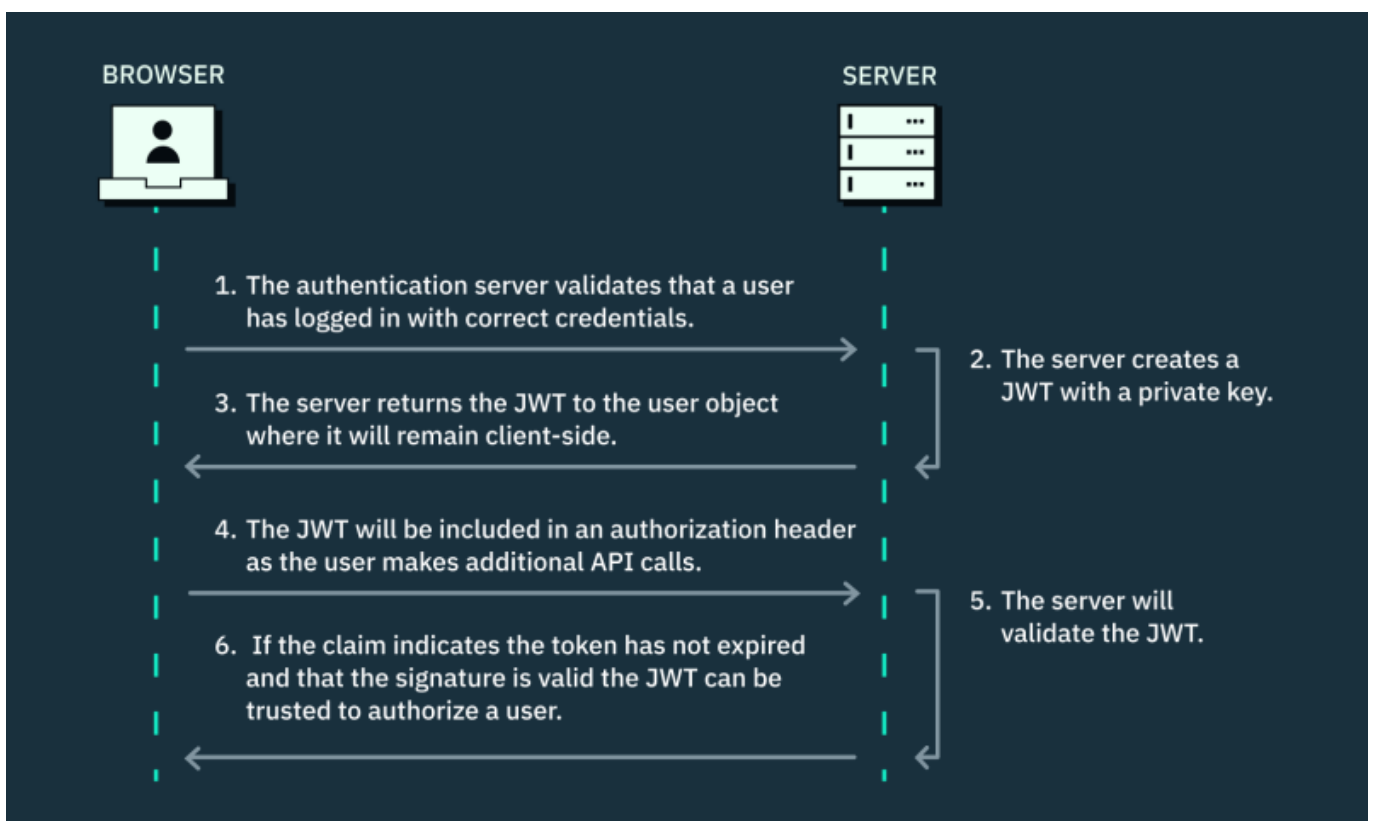 BROWSER
SERVER
1. The authentication server validates that a user
has logged in with correct credentials.
2. The server creates a
JWT with a private key.
3. The server returns the JWT to the user object
where it will remain client-side.
4. The JWT will be included in an authorization header
as the user makes additional API calls.
5. The server will
validate the JWT.
6. If the claim indicates the token has not expired
and that the signature is valid the JWT can be
trusted to authorize a user.